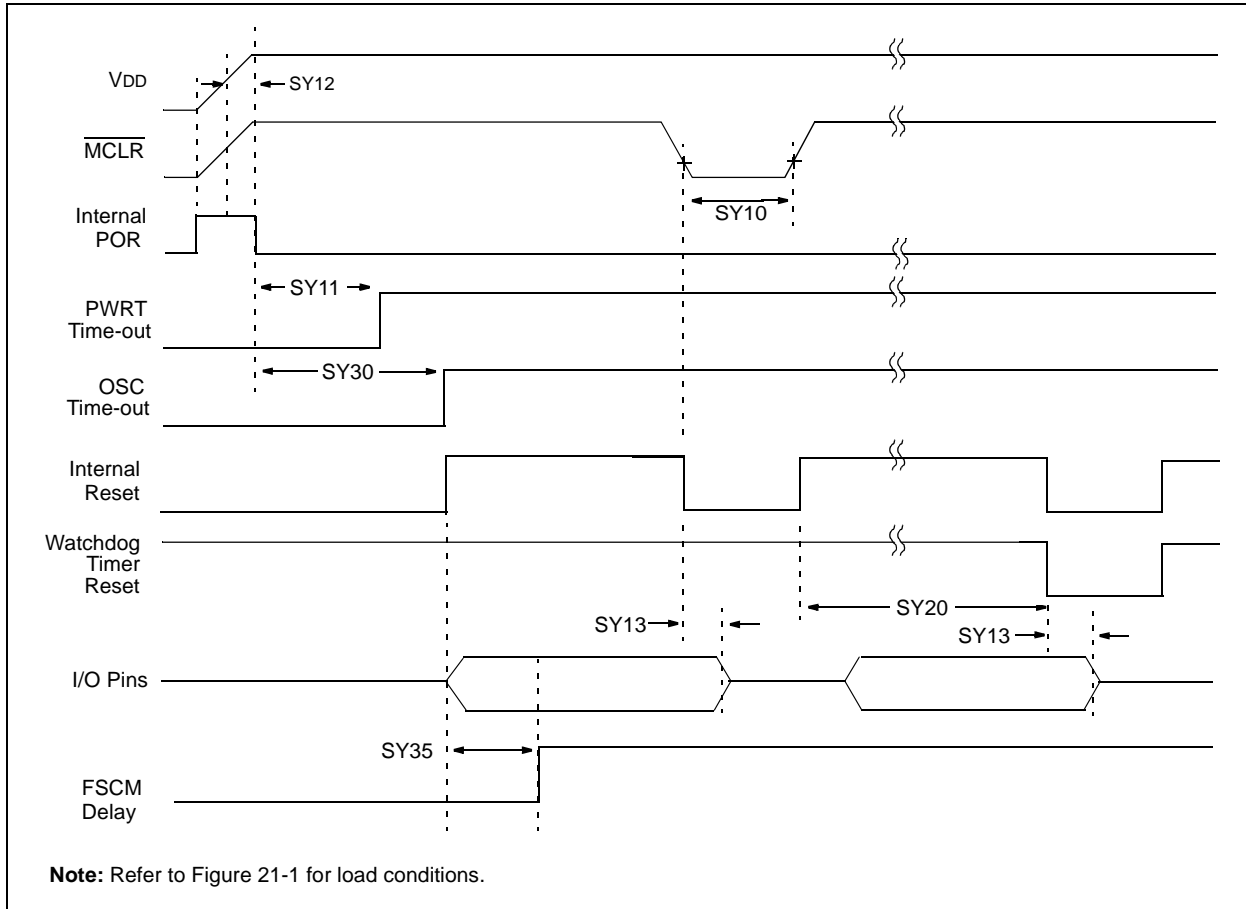 VDD
SY12
MCLR
SY10
Internal
POR
SY11
PWRT
Time-out
SY30
OSC
Time-out
Internal
Reset
Watchdog
Timer
Reset
SY20
SY13
SY13
I/O Pins
SY35
FSCM
Delay
Note: Refer to Figure 21-1 for load conditions.